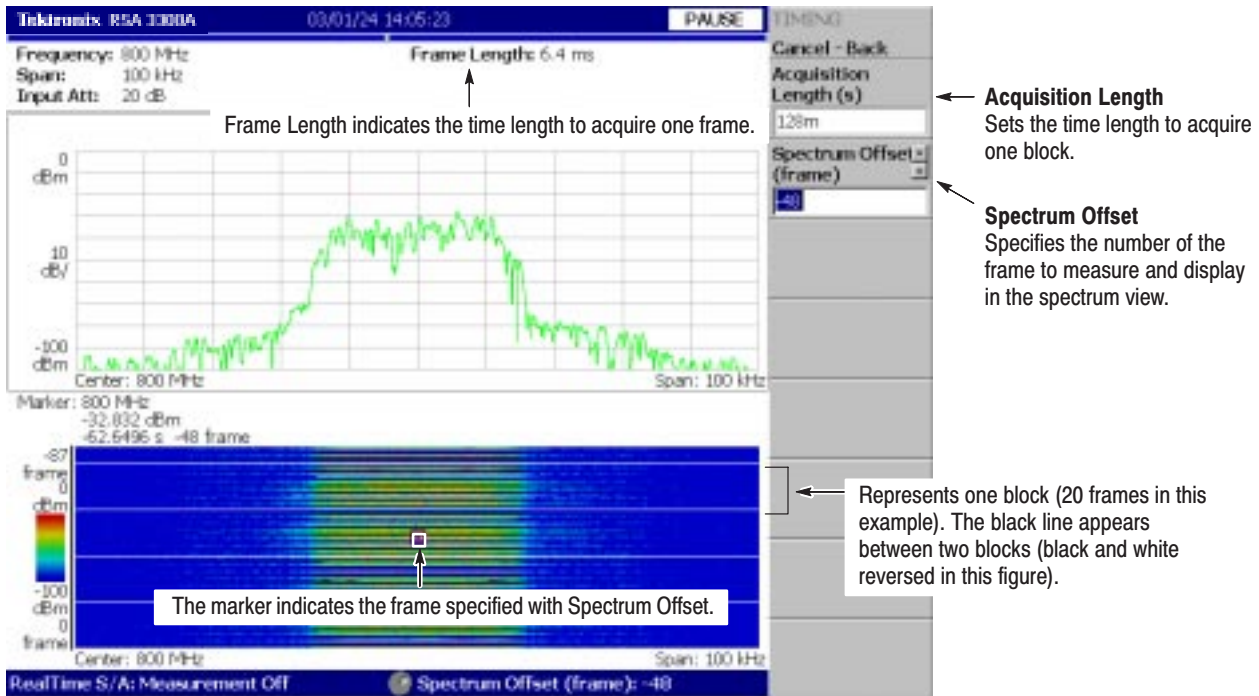 Tektronix RSA 3300A 03/01/24 14:05:23 PAUSE TIMING
Frequency: 800 MHz
Span: 100 kHz
Input Att: 20 dB
Frame Length: 6.4 ms
Frame Length indicates the time length to acquire one frame.
Cancel - Back
Acquisition
Length (s)
128m
Spectrum Offset
(frame)
-48
Acquisition Length
Sets the time length to acquire
one block.
Spectrum Offset
Specifies the number of the
frame to measure and display
in the spectrum view.
0
dBm
10
dB/
-100
dBm
Center: 800 MHz Span: 100 kHz
Marker: 800 MHz
-32.832 dBm
-62.6496 s -48 frame
-87
frame
0
dBm
-100
dBm
0
frame
Represents one block (20 frames in this
example). The black line appears
between two blocks (black and white
reversed in this figure).
The marker indicates the frame specified with Spectrum Offset.
Center: 800 MHz Span: 100 kHz
RealTime S/A: Measurement Off Spectrum Offset (frame): -48